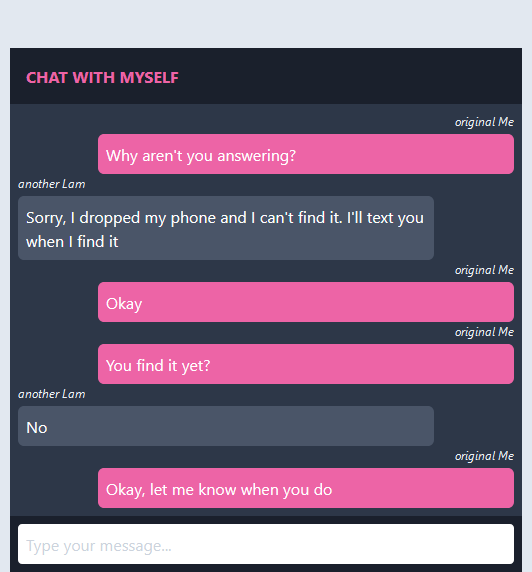 CHAT WITH MYSELF
original Me
Why aren't you answering?
another Lam
Sorry, I dropped my phone and I can't find it. I'll text you
when I find it
original Me
Okay
original Me
You find it yet?
another Lam
No
original Me
Okay, let me know when you do
Type your message...